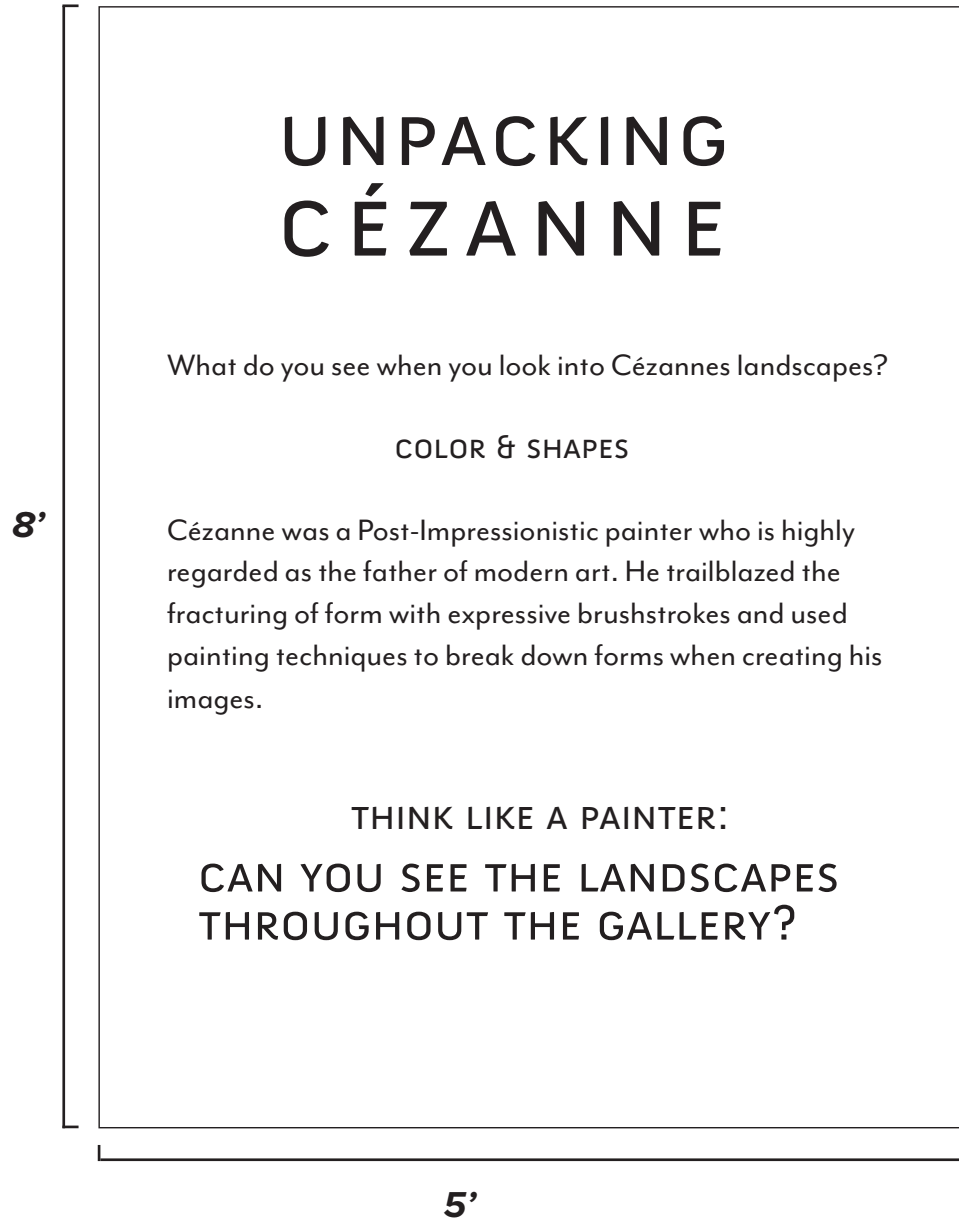 UNPACKING
CÉZANNE
What do you see when you look into Cézannes landscapes?
COLOR & SHAPES
8’
Cézanne was a Post-Impressionistic painter who is highly
regarded as the father of modern art. He trailblazed the
fracturing of form with expressive brushstrokes and used
painting techniques to break down forms when creating his
images.
THINK LIKE A PAINTER:
CAN YOU SEE THE LANDSCAPES
THROUGHOUT THE GALLERY?
5’